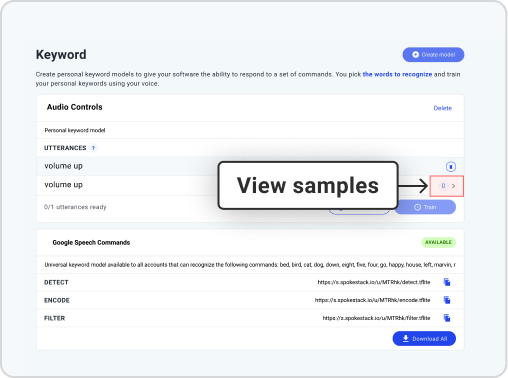 Keyword
Create model
Create personal keyword models to give your software the ability to respond to a set of commands. You pick the words to recognize and train
your personal keywords using your voice.
Audio Controls
Delete
Personal keyword model
UTTERANCES ?
volume up
volume up
0 >
View samples
0/1 utterances ready
Train
Google Speech Commands
AVAILABLE
Universal keyword model available to all accounts that can recognize the following commands: bed, bird, cat, dog, down, eight, five, four, go, happy, house, left, marvin, r
DETECT
https://s.spokestack.io/u/MTRhk/detect.tflite
ENCODE
https://s.spokestack.io/u/MTRhk/encode.tflite
FILTER
https://s.spokestack.io/u/MTRhk/filter.tflite
Download All